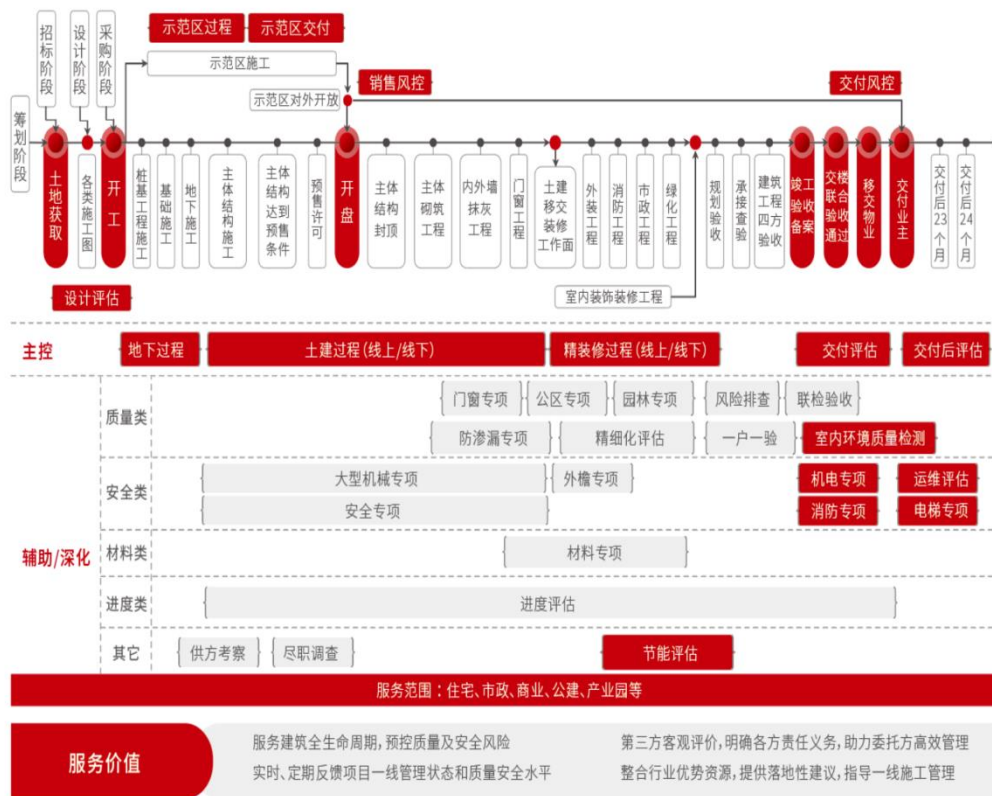 示范区过程
示范区交付
招标阶段
设计阶段
采购阶段
示范区施工
销售风控
交付风控
示范区对外开放
筹划阶段
土地获取
各类施工图
开工
桩基工程施工
基础施工
地下施工
主体结构施工
主体结构达到预售条件
预售许可
开盘
主体结构封顶
主体砌筑工程
内外墙抹灰工程
门窗工程
土建移交装修工作面
外装工程
消防工程
市政工程
绿化工程
规划验收
承接查验
建筑工程四方验收
竣工验收备案
交楼联合验收通过
移交物业
交付业主
交付后23个月
交付后24个月
设计评估
室内装饰装修工程
主控
地下过程
土建过程(线上/线下)
精装修过程(线上/线下)
交付评估
交付后评估
辅助/深化
质量类
门窗专项
公区专项
园林专项
风险排查
联检验收
防渗漏专项
精细化评估
一户一验
室内环境质量检测
安全类
大型机械专项
外檐专项
机电专项
运维评估
安全专项
消防专项
电梯专项
材料类
材料专项
进度类
进度评估
其它
供方考察
尽职调查
节能评估
服务范围：住宅、市政、商业、公建、产业园等
服务价值
服务建筑全生命周期,预控质量及安全风险
第三方客观评价,明确各方责任义务,助力委托方高效管理
实时、定期反馈项目一线管理状态和质量安全水平
整合行业优势资源,提供落地性建议,指导一线施工管理